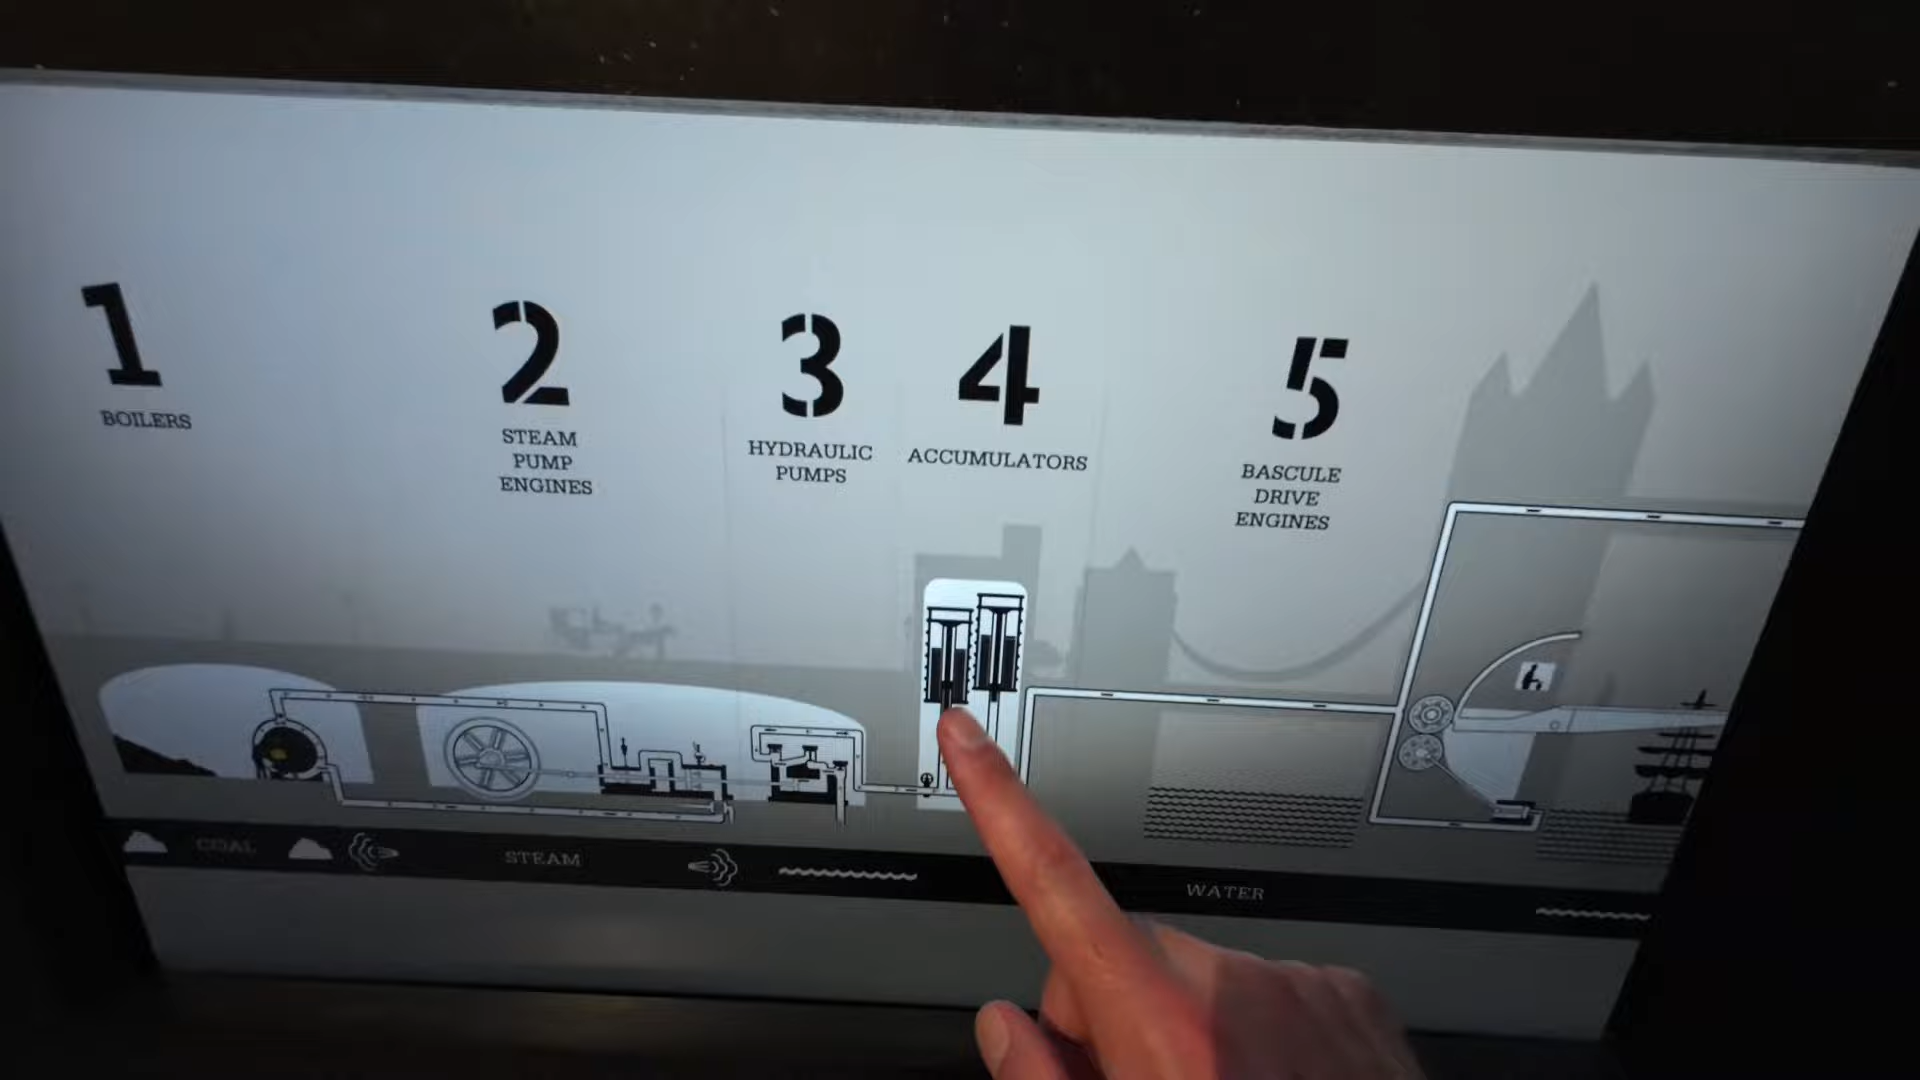 1
BOILERS
2
STEAM
PUMP
ENGINES
3
HYDRAULIC
PUMPS
4
ACCUMULATORS
5
BASCULE
DRIVE
ENGINES
COAL
STEAM
WATER